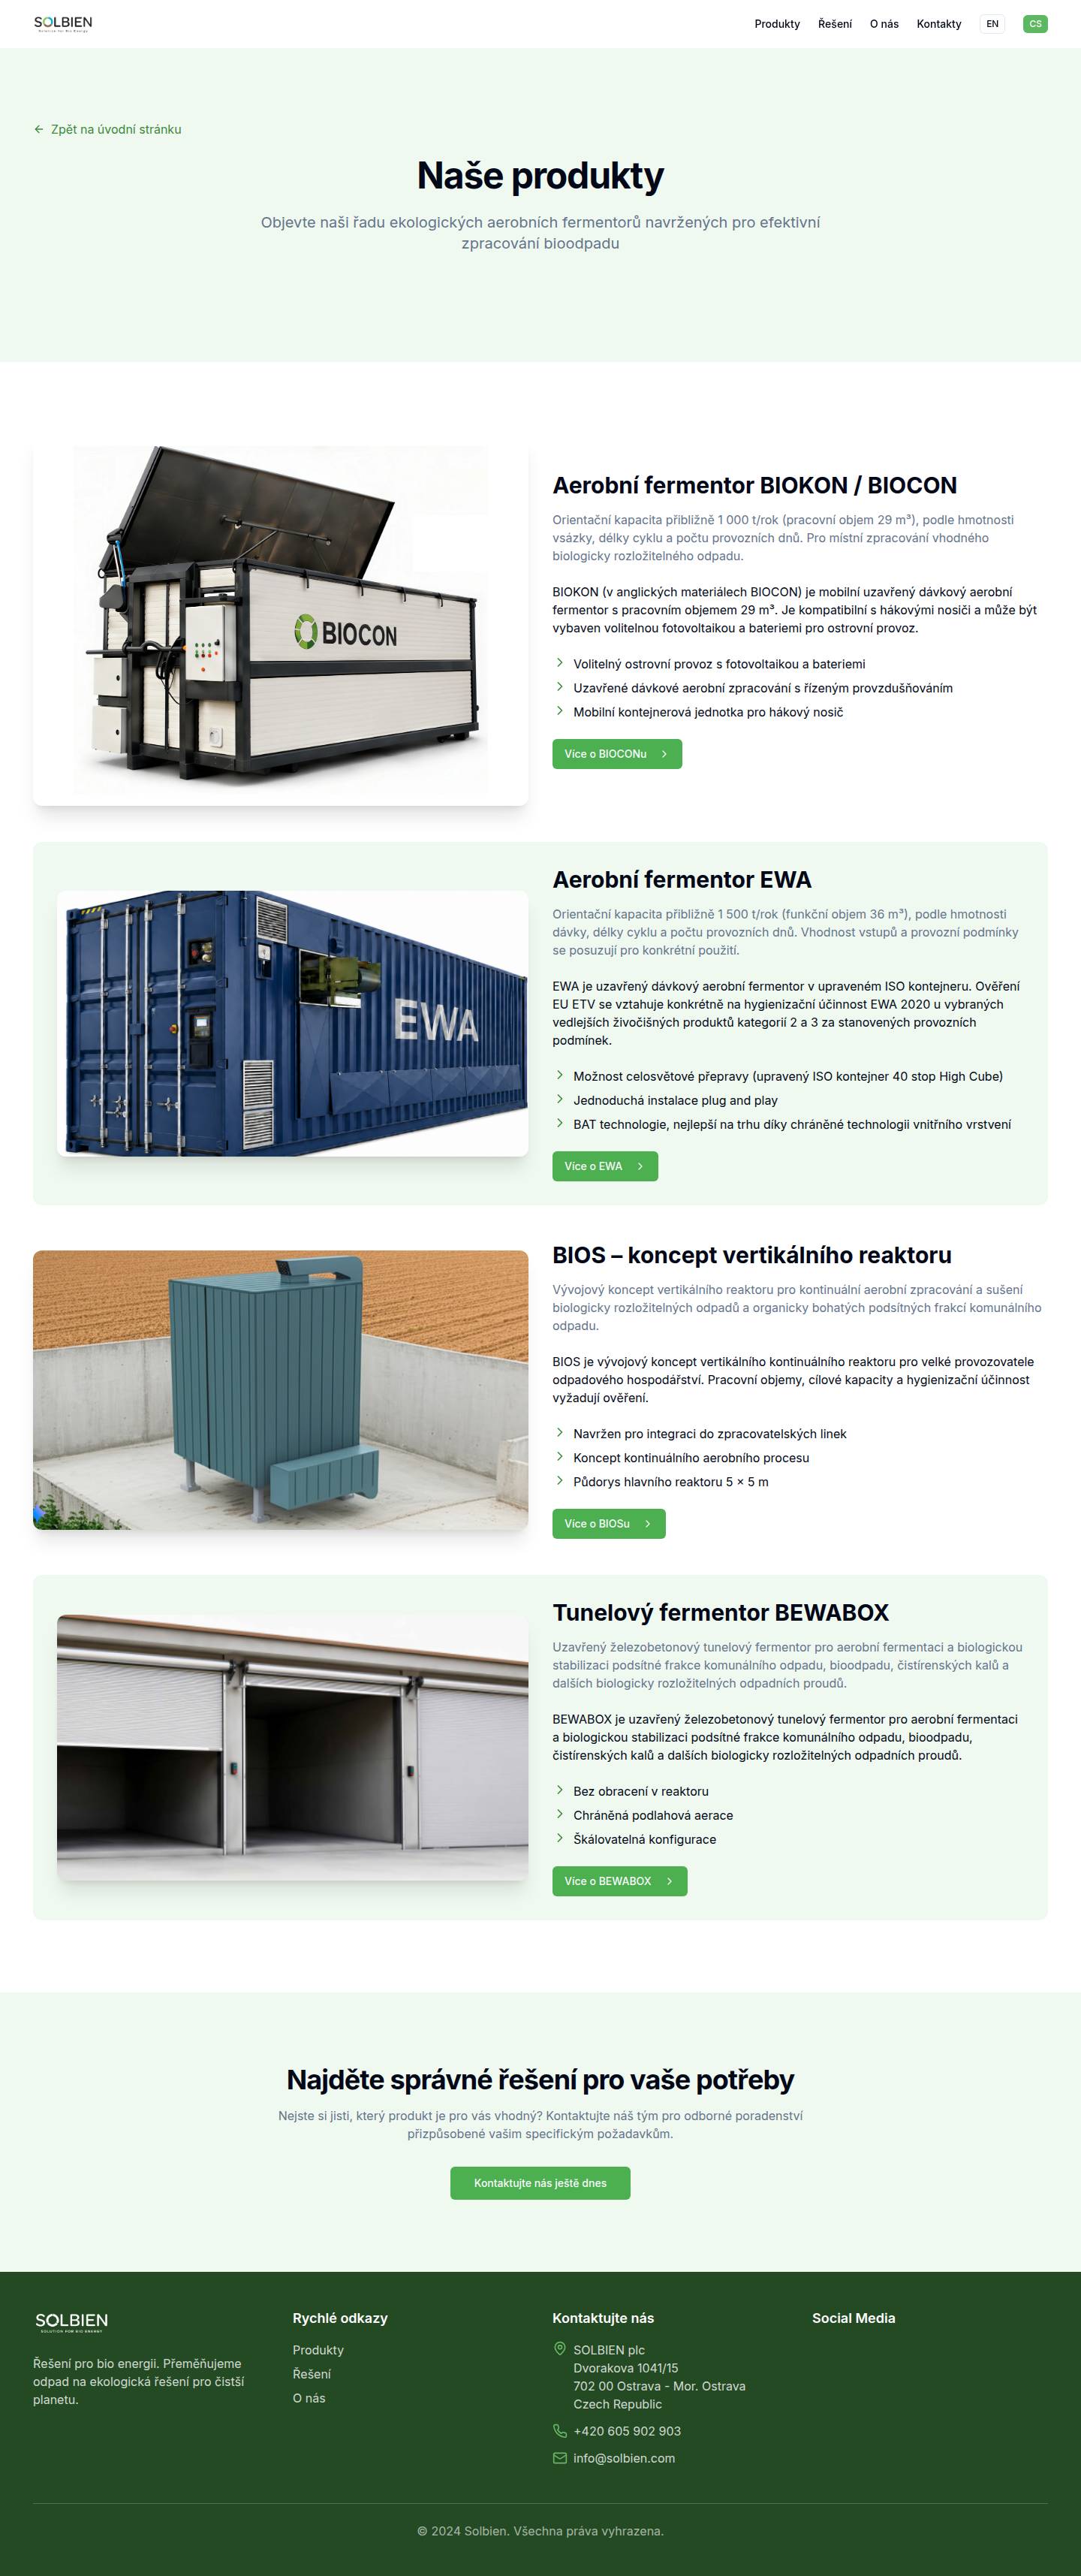 SOLBIEN
Solution for Bio Energy
Produkty
Řešení
O nás
Kontakty
EN
CS
Zpět na úvodní stránku
Naše produkty
Objevte naši řadu ekologických aerobních fermentorů navržených pro efektivní
zpracování bioodpadu
BIOCON
Aerobní fermentor BIOKON / BIOCON
Orientační kapacita přibližně 1 000 t/rok (pracovní objem 29 m³), podle hmotnosti
vsázky, délky cyklu a počtu provozních dnů. Pro místní zpracování vhodného
biologicky rozložitelného odpadu.
BIOKON (v anglických materiálech BIOCON) je mobilní uzavřený dávkový aerobní
fermentor s pracovním objemem 29 m³. Je kompatibilní s hákovými nosiči a může být
vybaven volitelnou fotovoltaikou a bateriemi pro ostrovní provoz.
Volitelný ostrovní provoz s fotovoltaikou a bateriemi
Uzavřené dávkové aerobní zpracování s řízeným provzdušňováním
Mobilní kontejnerová jednotka pro hákový nosič
Více o BIOCONu
EWA
Aerobní fermentor EWA
Orientační kapacita přibližně 1 500 t/rok (funkční objem 36 m³), podle hmotnosti
dávky, délky cyklu a počtu provozních dnů. Vhodnost vstupů a provozní podmínky
se posuzují pro konkrétní použití.
EWA je uzavřený dávkový aerobní fermentor v upraveném ISO kontejneru. Ověření
EU ETV se vztahuje konkrétně na hygienizační účinnost EWA 2020 u vybraných
vedlejších živočišných produktů kategorií 2 a 3 za stanovených provozních
podmínek.
Možnost celosvětové přepravy (upravený ISO kontejner 40 stop High Cube)
Jednoduchá instalace plug and play
BAT technologie, nejlepší na trhu díky chráněné technologii vnitřního vrstvení
Více o EWA
BIOS – koncept vertikálního reaktoru
Vývojový koncept vertikálního reaktoru pro kontinuální aerobní zpracování a sušení
biologicky rozložitelných odpadů a organicky bohatých podsítných frakcí komunálního
odpadu.
BIOS je vývojový koncept vertikálního kontinuálního reaktoru pro velké provozovatele
odpadového hospodářství. Pracovní objemy, cílové kapacity a hygienizační účinnost
vyžadují ověření.
Navržen pro integraci do zpracovatelských linek
Koncept kontinuálního aerobního procesu
Půdorys hlavního reaktoru 5 × 5 m
Více o BIOSu
Tunelový fermentor BEWABOX
Uzavřený železobetonový tunelový fermentor pro aerobní fermentaci a biologickou
stabilizaci podsítné frakce komunálního odpadu, bioodpadu, čistírenských kalů a
dalších biologicky rozložitelných odpadních proudů.
BEWABOX je uzavřený železobetonový tunelový fermentor pro aerobní fermentaci
a biologickou stabilizaci podsítné frakce komunálního odpadu, bioodpadu,
čistírenských kalů a dalších biologicky rozložitelných odpadních proudů.
Bez obracení v reaktoru
Chráněná podlahová aerace
Škálovatelná konfigurace
Více o BEWABOX
Najděte správné řešení pro vaše potřeby
Nejste si jisti, který produkt je pro vás vhodný? Kontaktujte náš tým pro odborné poradenství
přizpůsobené vašim specifickým požadavkům.
Kontaktujte nás ještě dnes
SOLBIEN
SOLUTION FOR BIO ENERGY
Řešení pro bio energii. Přeměňujeme
odpad na ekologická řešení pro čistší
planetu.
Rychlé odkazy
Produkty
Řešení
O nás
Kontaktujte nás
SOLBIEN plc
Dvorakova 1041/15
702 00 Ostrava - Mor. Ostrava
Czech Republic
+420 605 902 903
info@solbien.com
Social Media
© 2024 Solbien. Všechna práva vyhrazena.